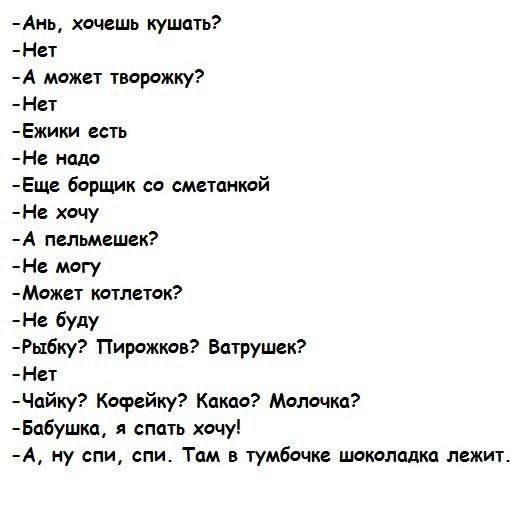 -Ань, хочешь кушать?
-Нет
-А может творожку?
-Нет
-Ежики есть
-Не надо
-Еще борщик со сметанкой
-Не хочу
-А пельмешек?
-Не могу
-Может котлеток?
-Не буду
-Рыбку? Пирожков? Ватрушек?
-Нет
-Чайку? Кофейку? Какао? Молочка?
-Бабушка, я спать хочу!
-А, ну спи, спи. Там в тумбочке шоколадка лежит.